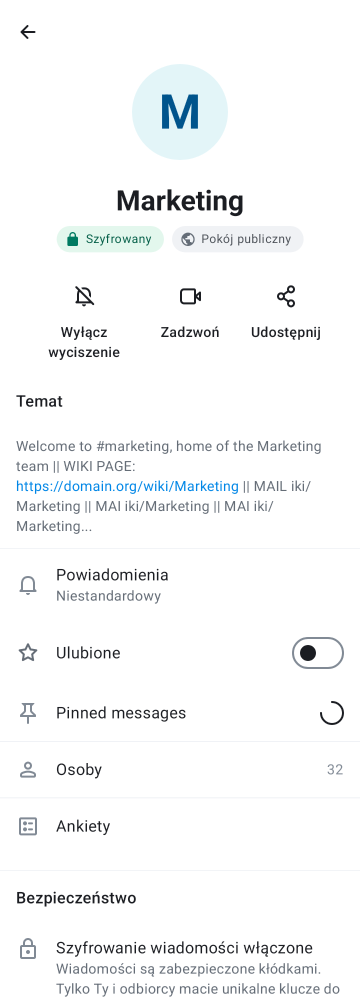 M
Marketing
Szyfrowany
Pokój publiczny
Wyłącz
wyciszenie
Zadzwoń
Udostępnij
Temat
Welcome to #marketing, home of the Marketing
team || WIKI PAGE:
https://domain.org/wiki/Marketing || MAIL iki/
Marketing || MAI iki/Marketing || MAI iki/
Marketing...
Powiadomienia
Niestandardowy
Ulubione
Pinned messages
Osoby
32
Ankiety
Bezpieczeństwo
Szyfrowanie wiadomości włączone
Wiadomości są zabezpieczone kłódkami.
Tylko Ty i odbiorcy macie unikalne klucze do